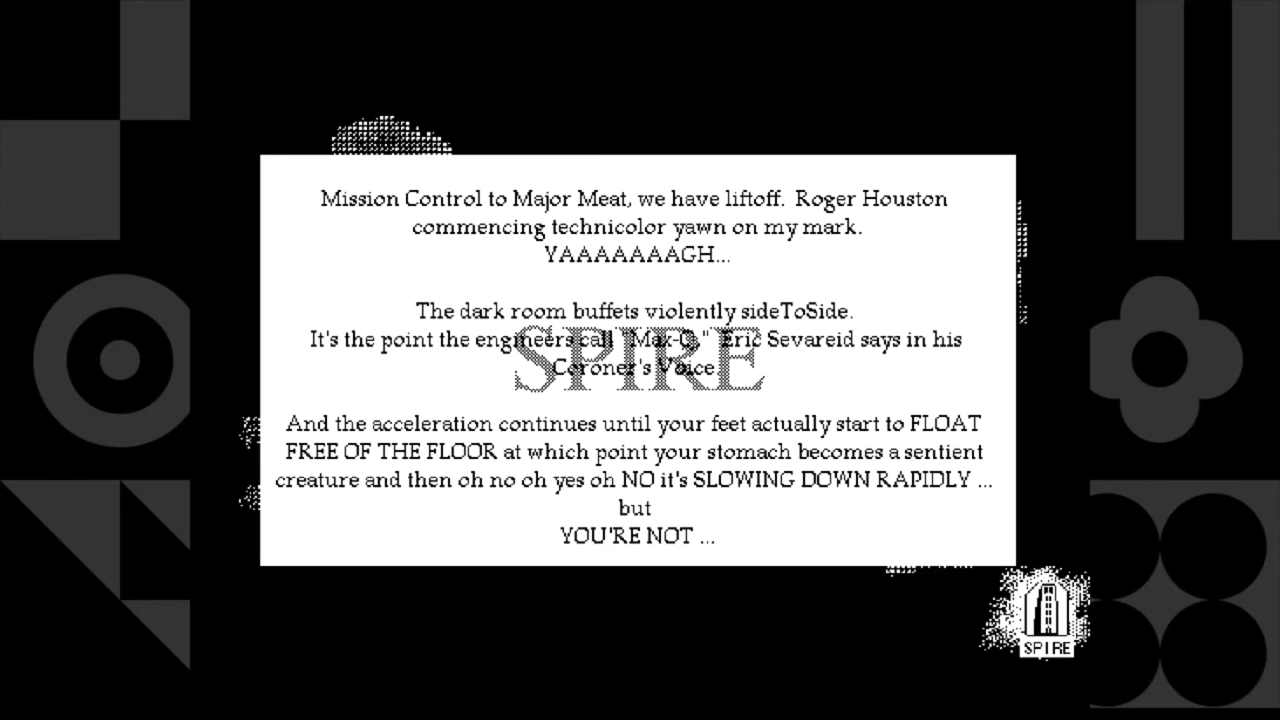 Mission Control to Major Meat, we have liftoff.  Roger Houston
commencing technicolor yawn on my mark.
YAAAAAAAGH...
The dark room buffets violently sideToSide.
It's the point the engineers call "Max-Q," Eric Sevareid says in his
Coroner's Voice.
SPIRE
And the acceleration continues until your feet actually start to FLOAT
FREE OF THE FLOOR at which point your stomach becomes a sentient
creature and then oh no oh yes oh NO it's SLOWING DOWN RAPIDLY ...
but
YOU'RE NOT ...
SPIRE